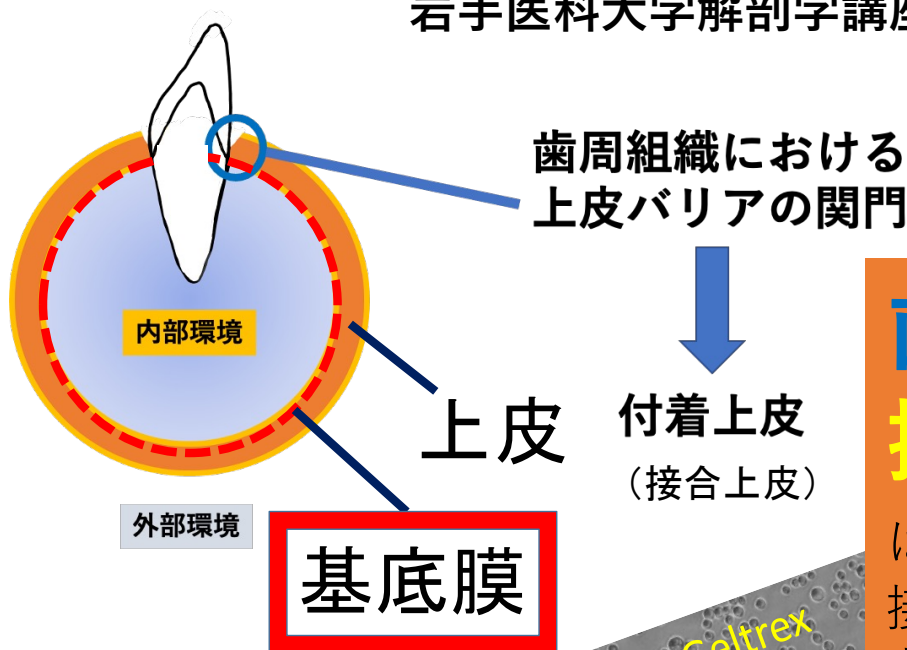 岩手医科大学解剖学講座
歯周組織における
上皮バリアの関門
内部環境
上皮
付着上皮
（接合上皮）
外部環境
基底膜
Geltrex